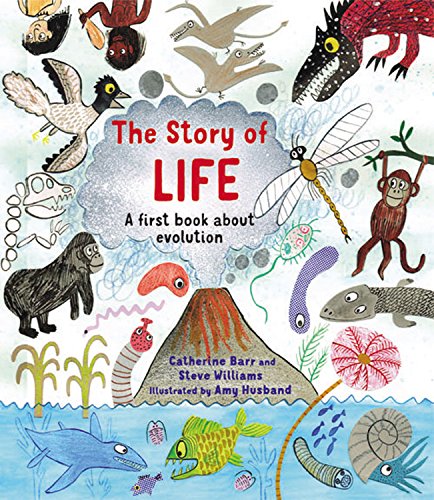 The Story of
LIFE
A first book about
evolution
Catherine Barr and
Steve Williams
Illustrated by Amy Husband